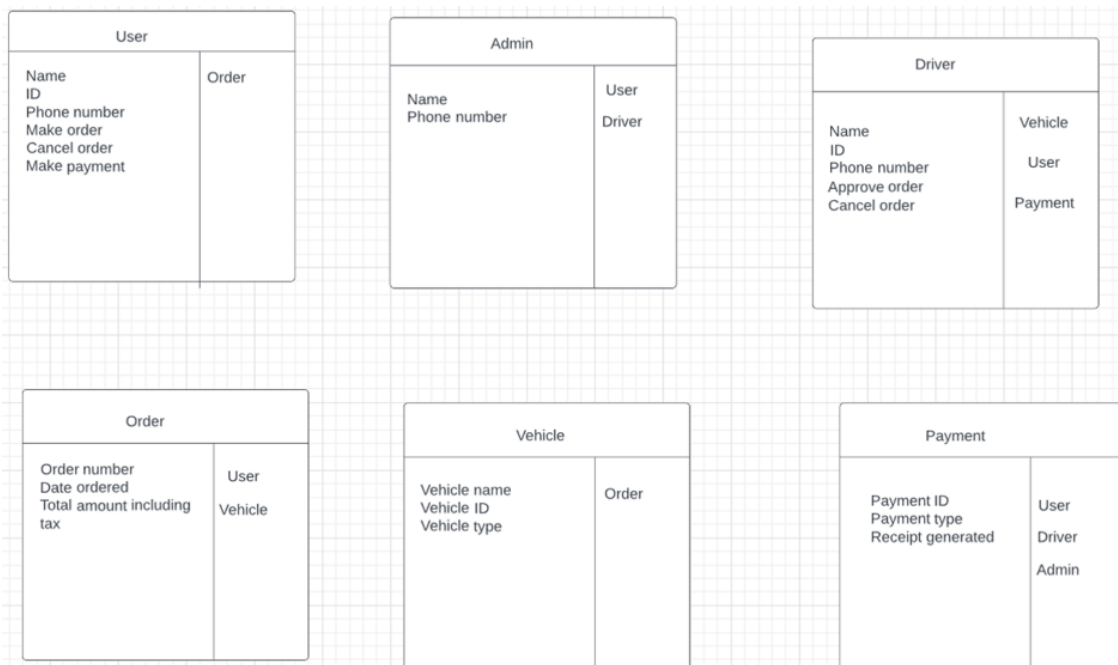 User
Name
ID
Phone number
Make order
Cancel order
Make payment
Order
Admin
Name
Phone number
User
Driver
Driver
Name
ID
Phone number
Approve order
Cancel order
Vehicle
User
Payment
Order
Order number
Date ordered
Total amount including
tax
User
Vehicle
Vehicle
Vehicle name
Vehicle ID
Vehicle type
Order
Payment
Payment ID
Payment type
Receipt generated
User
Driver
Admin